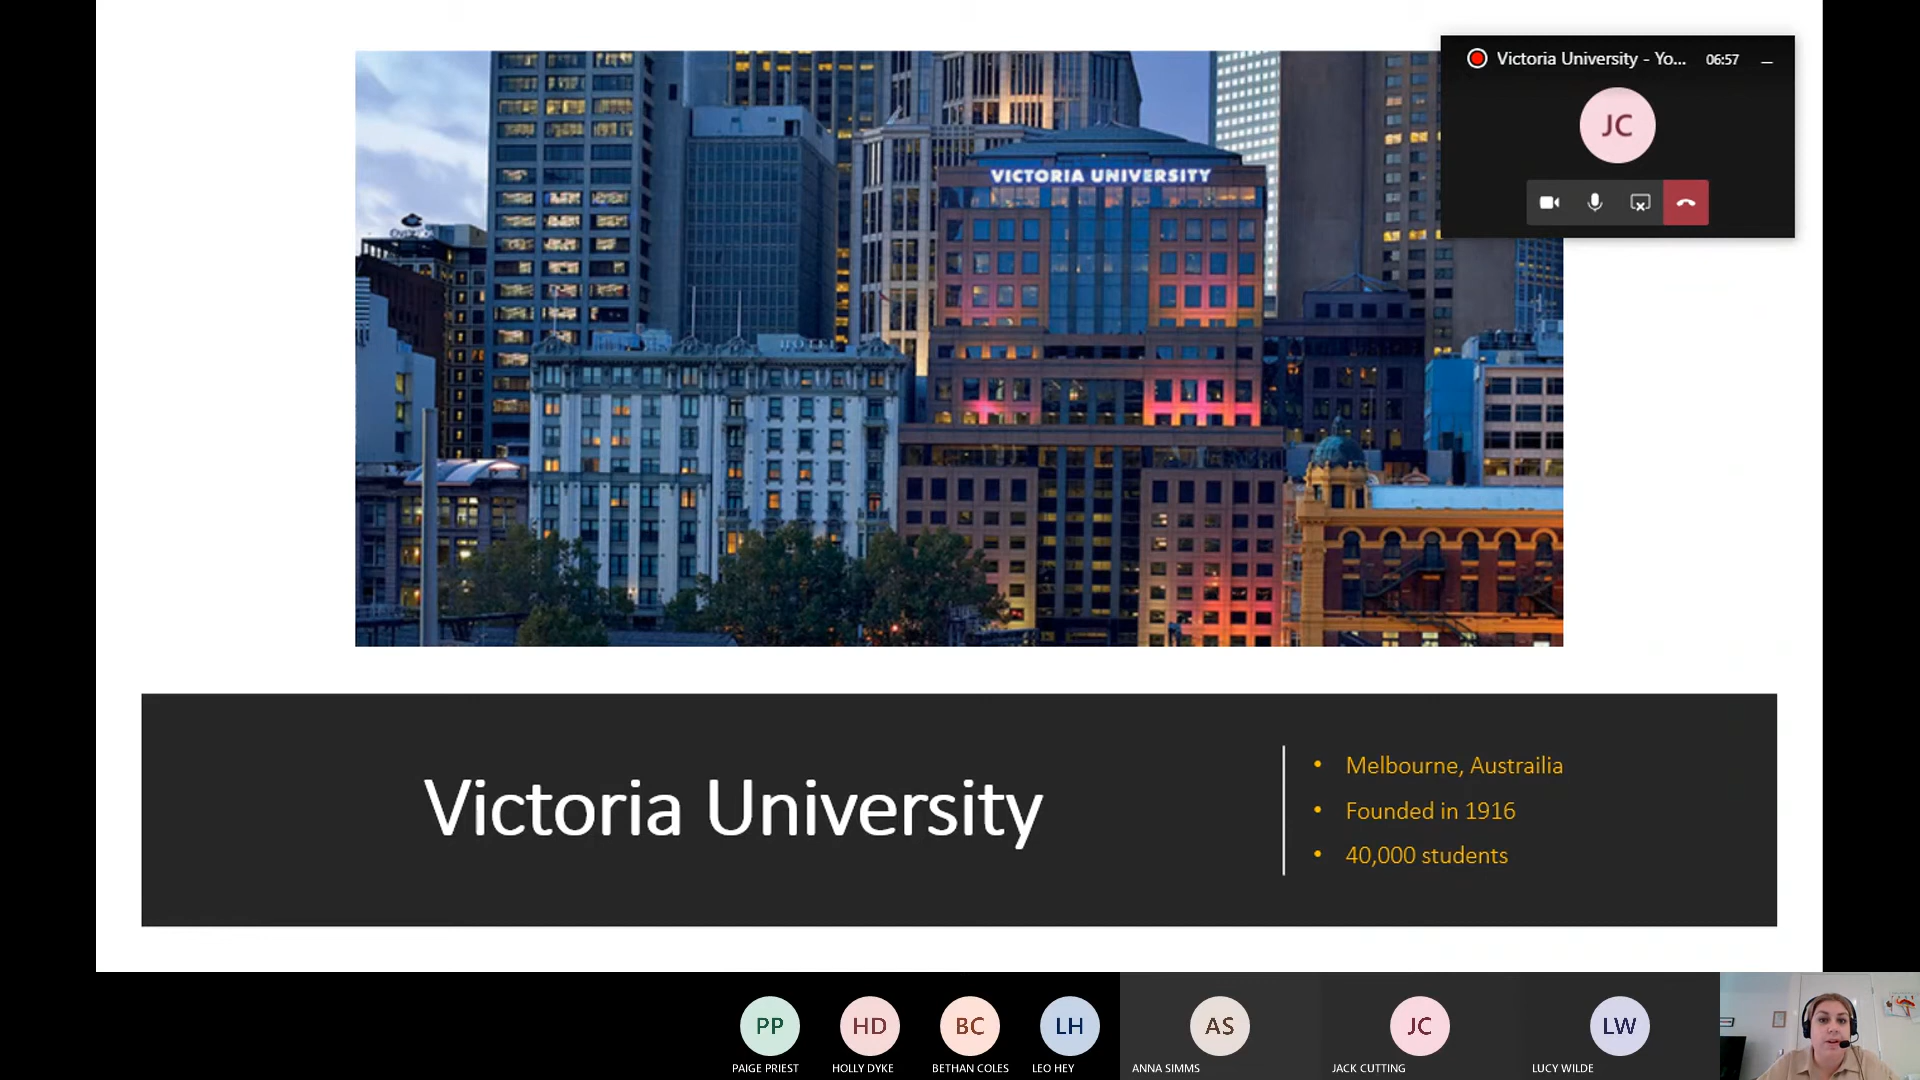 Victoria University - Yo...
06:57
JC
VICTORIA UNIVERSITY
HOTEL
Victoria University
• Melbourne, Austrailia
• Founded in 1916
• 40,000 students
PP
HD
BC
LH
AS
JC
LW
PAIGE PRIEST
HOLLY DYKE
BETHAN COLES
LEO HEY
ANNA SIMMS
JACK CUTTING
LUCY WILDE